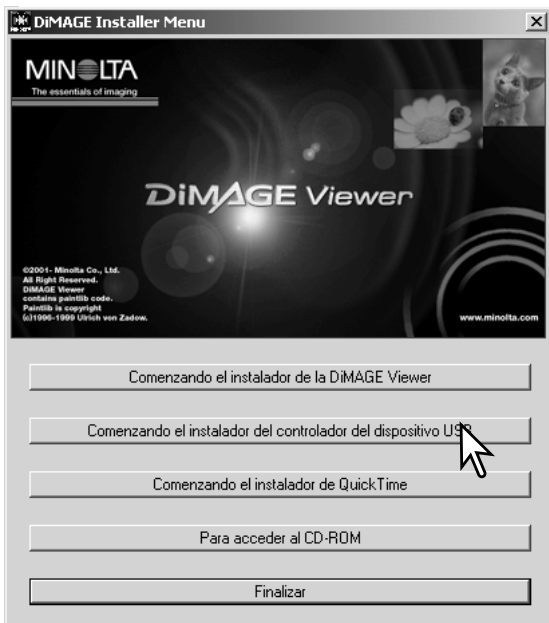 DiMAGE Installer Menu
MINOLTA
The essentials of imaging
DiMAGE Viewer
©2001- Minolta Co., Ltd.
All Right Reserved.
DiMAGE Viewer
contains paintlib code.
Paintlib is copyright
(c)1996-1999 Ulrich von Zadow.
www.minolta.com
Comenzando el instalador de la DiMAGE Viewer
Comenzando el instalador del controlador del dispositivo USB
Comenzando el instalador de QuickTime
Para acceder al CD-ROM
Finalizar